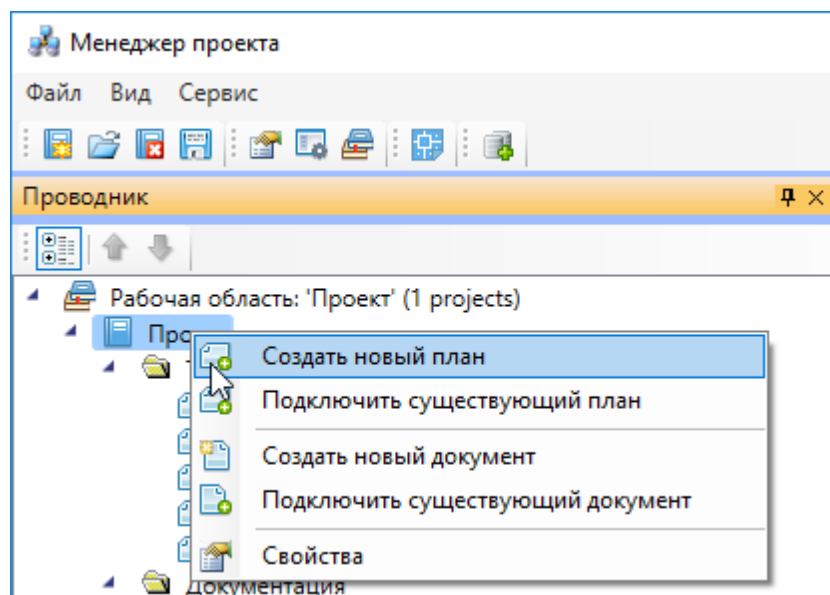 Менеджер проекта
Файл Вид Сервис
Проводник
Рабочая область: 'Проект' (1 projects)
Создать новый план
Подключить существующий план
Создать новый документ
Подключить существующий документ
Свойства
Документация